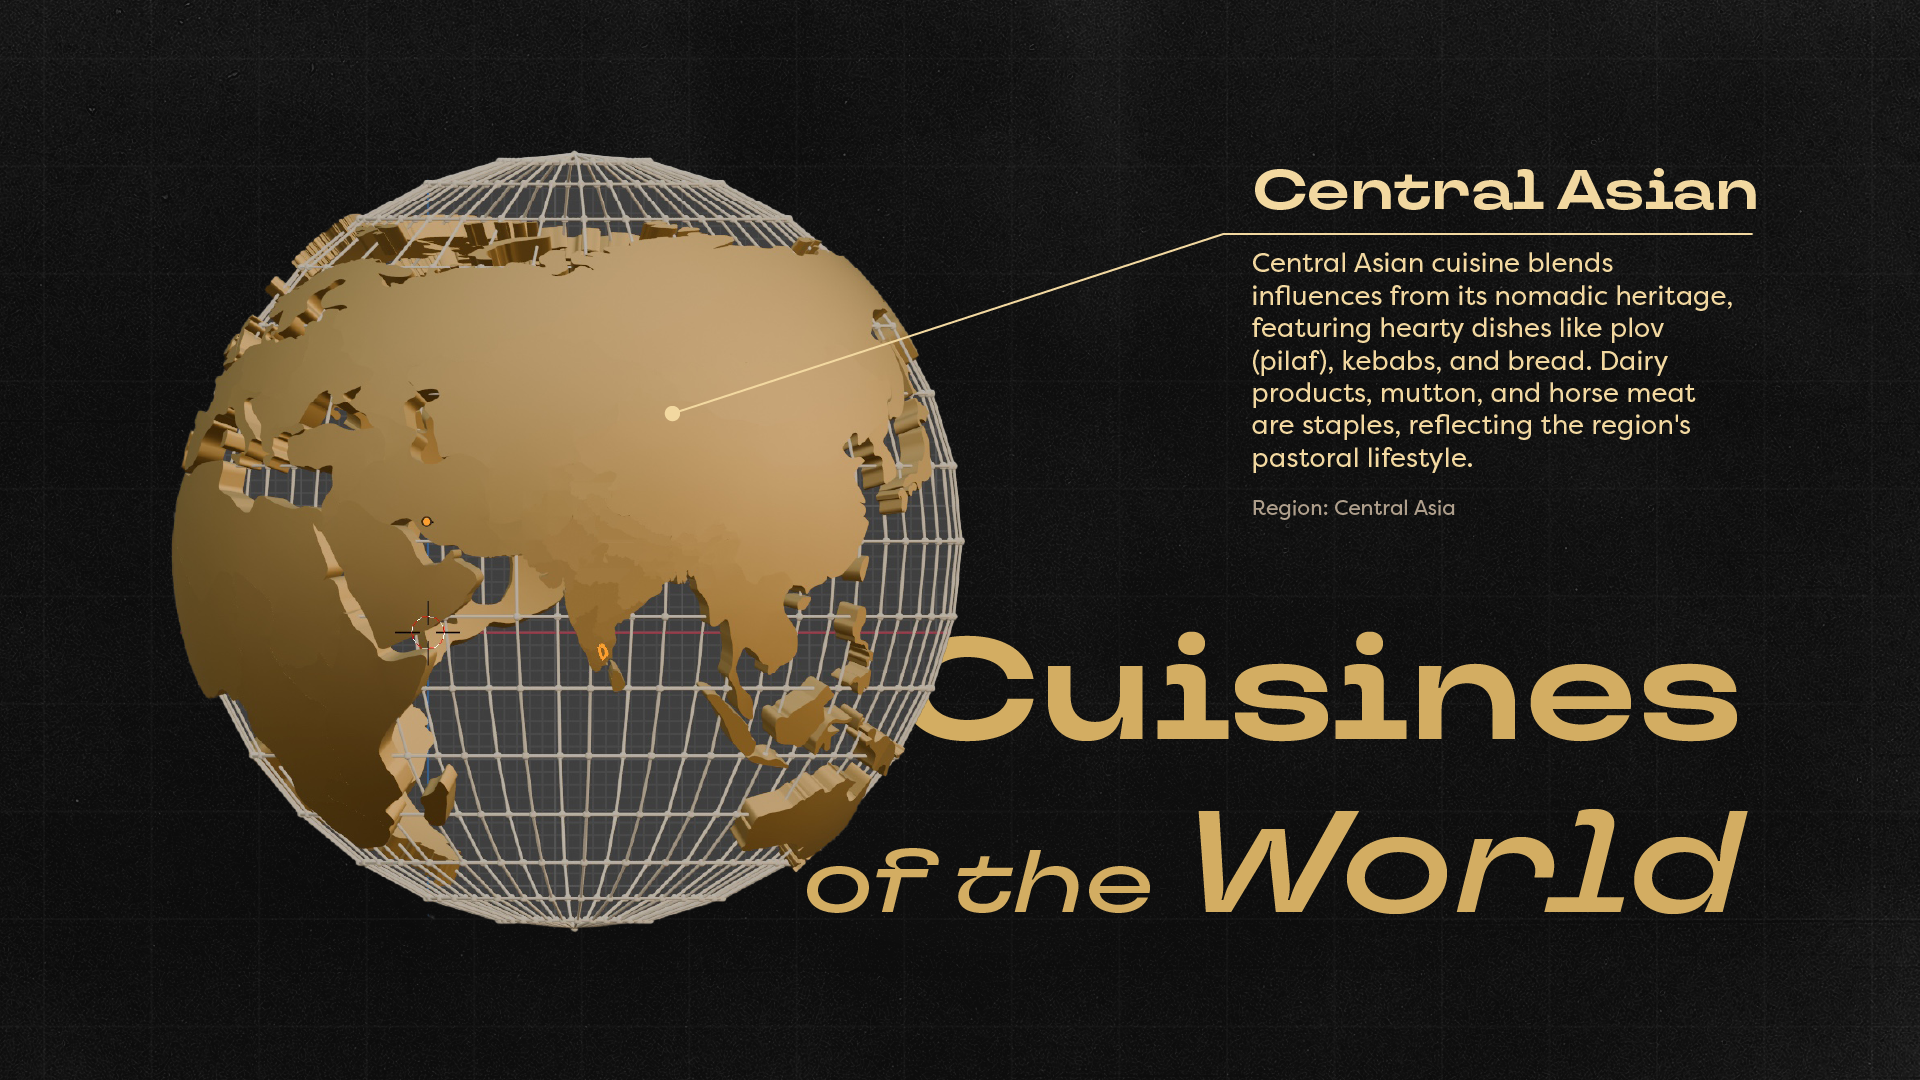 Central Asian
Central Asian cuisine blends
influences from its nomadic heritage,
featuring hearty dishes like plov
(pilaf), kebabs, and bread. Dairy
products, mutton, and horse meat
are staples, reflecting the region's
pastoral lifestyle.
Region: Central Asia
Cuisines
of the World